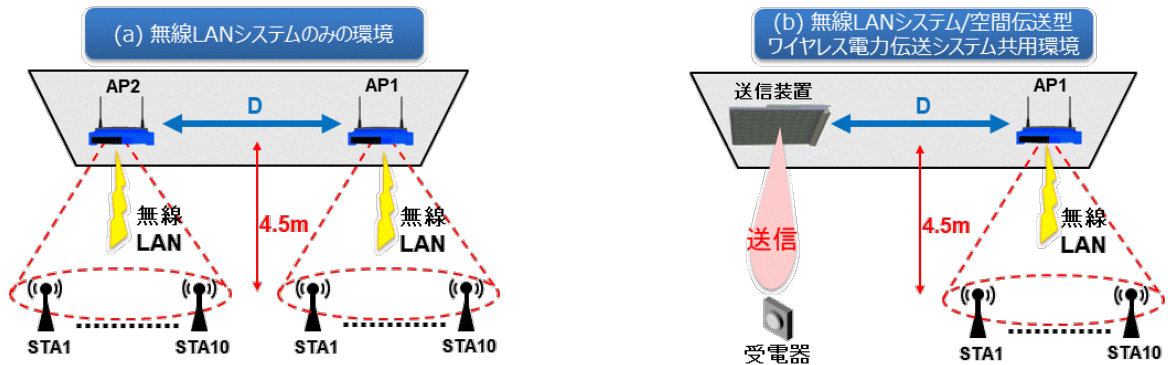 (a) 無線LANシステムのみの環境
AP2
AP1
D
4.5m
無線
LAN
無線
LAN
STA1
STA10
STA1
STA10
(b) 無線LANシステム/空間伝送型
ワイヤレス電力伝送システム共用環境
送信装置
AP1
D
4.5m
無線
LAN
送信
受電器
STA1
STA10